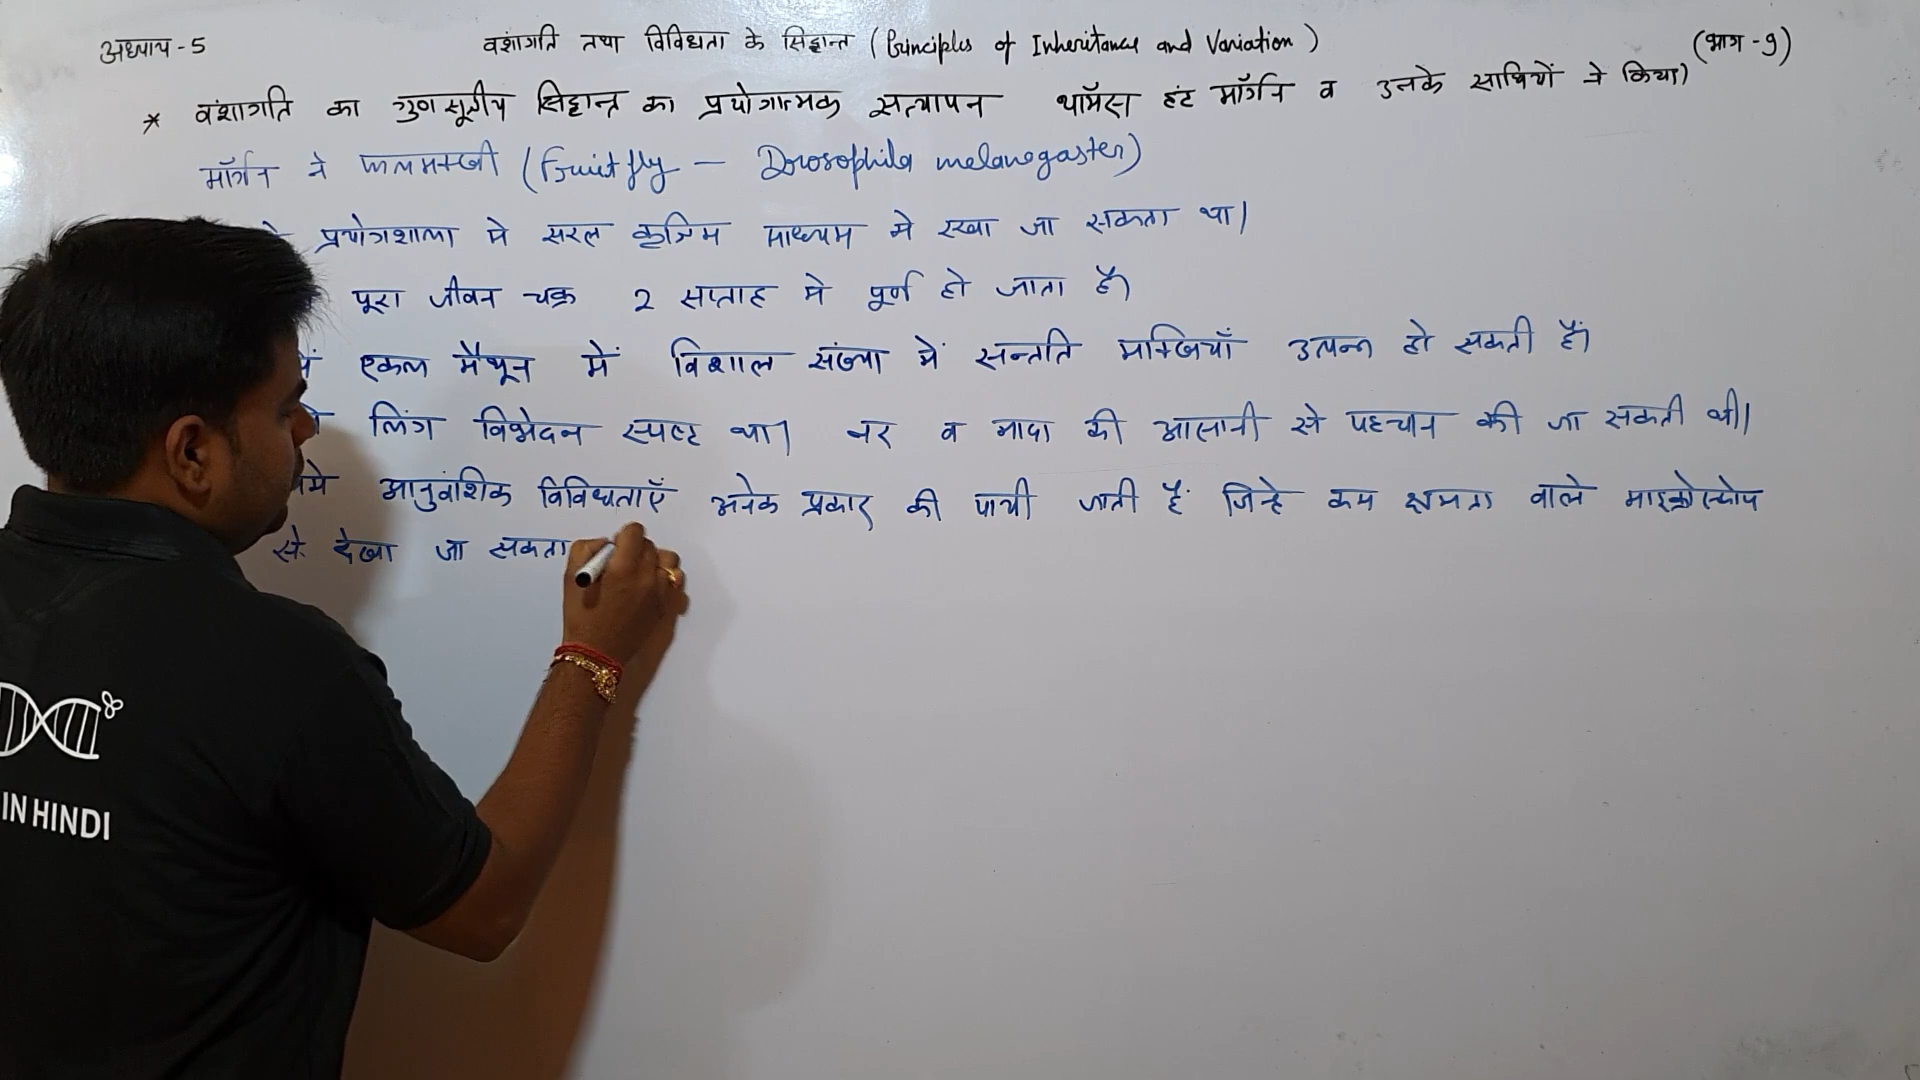 अध्याय - 5
वशांगति तथा विविधता के सिद्धान्त (Principles of Inheritance and Variation)
(भाग - 9)
* वंशागति का गुणसूत्रीय सिद्धान्त का प्रयोगात्मक सत्यापन थॉमस हंट मॉर्गन व उनके साथियों ने किया)
मॉर्गन ने फलमक्खी (Fruit fly - Drosophila melanogaster)
प्रयोगशाला मे सरल कृत्रिम माध्यम मे रखा जा सकता था।
पूरा जीवन चक्र 2 सप्ताह मे पूर्ण हो जाता है।
एकल मैथून में विशाल संख्या में सन्तति मक्खियाँ उत्पन्न हो सकती हैं।
लिंग विभेदन स्पष्ट था। नर व मादा की आसानी से पहचान की जा सकती थी।
आनुवंशिक विविधताएँ अनेक प्रकार की पायी जाती हैं जिन्हे कम क्षमता वाले माइक्रोस्कोप
से देखा जा सकता
IN HINDI